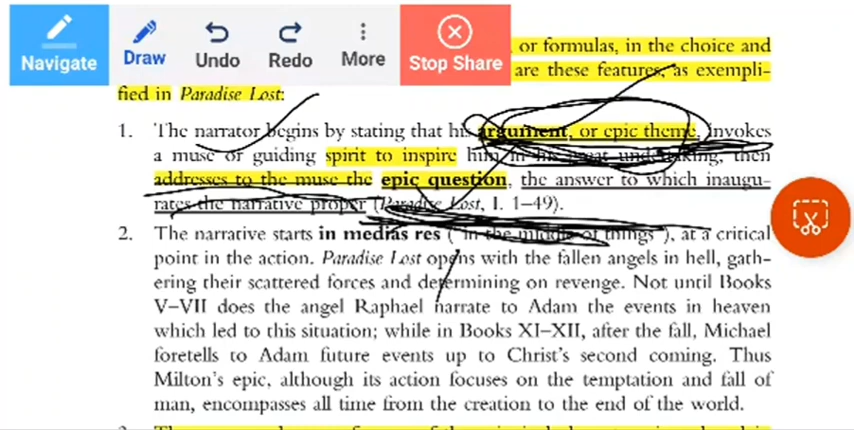 Navigate
Draw
Undo
Redo
More
Stop Share
or formulas, in the choice and
are these features, as exempli-
fied in Paradise Lost:
1. The narrator begins by stating that his argument, or epic theme, invokes
a muse or guiding spirit to inspire him in his great undertaking, then
addresses to the muse the epic question, the answer to which inaugu-
rates the narrative proper (Paradise Lost, I. 1–49).
2. The narrative starts in medias res ("in the middle of things"), at a critical
point in the action. Paradise Lost opens with the fallen angels in hell, gath-
ering their scattered forces and determining on revenge. Not until Books
V–VII does the angel Raphael narrate to Adam the events in heaven
which led to this situation; while in Books XI–XII, after the fall, Michael
foretells to Adam future events up to Christ's second coming. Thus
Milton's epic, although its action focuses on the temptation and fall of
man, encompasses all time from the creation to the end of the world.